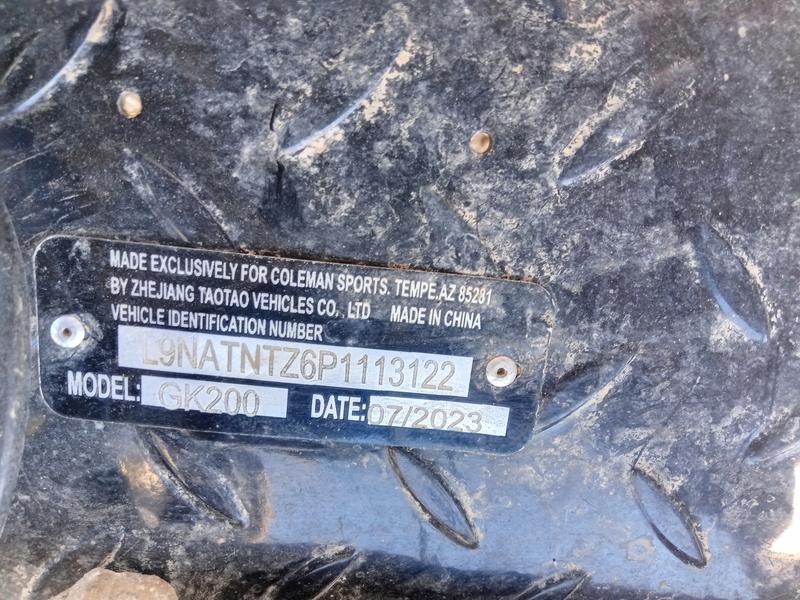 MADE EXCLUSIVELY FOR COLEMAN SPORTS. TEMPE.AZ 85281
BY ZHEJIANG TAOTAO VEHICLES CO., LTD MADE IN CHINA
VEHICLE IDENTIFICATION NUMBER
L9NATNTZ6P1113122
MODEL: GK200 DATE: 07/2023